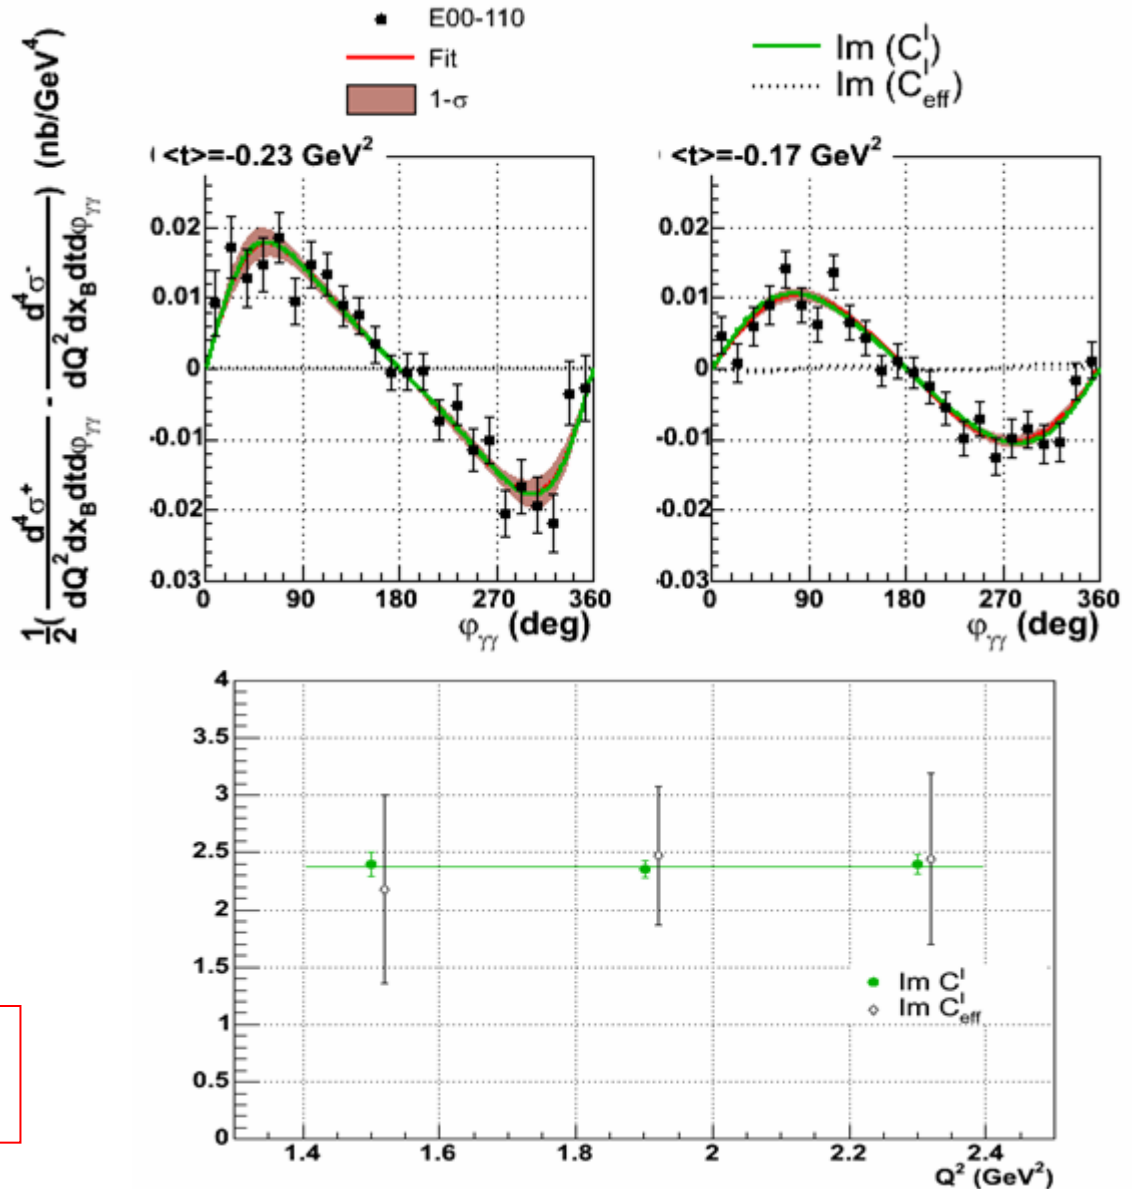 E00-110
Fit
1-σ
Im (C^I)
Im (C^I_eff)
1/2( d^4σ^+ / dQ^2dx_Bdtdφ_γγ - d^4σ^- / dQ^2dx_Bdtdφ_γγ ) (nb/GeV^4)
<t>=-0.23 GeV^2
0.02
0.01
0
-0.01
-0.02
0.03
0 90 180 270 360
φ_γγ (deg)
<t>=-0.17 GeV^2
0.02
0.01
0
-0.01
-0.02
-0.03
0 90 180 270 360
φ_γγ (deg)
4
3.5
3
2.5
2
1.5
1
0.5
0
Im C^I
Im C^I_eff
1.4 1.6 1.8 2 2.2 2.4
Q^2 (GeV^2)